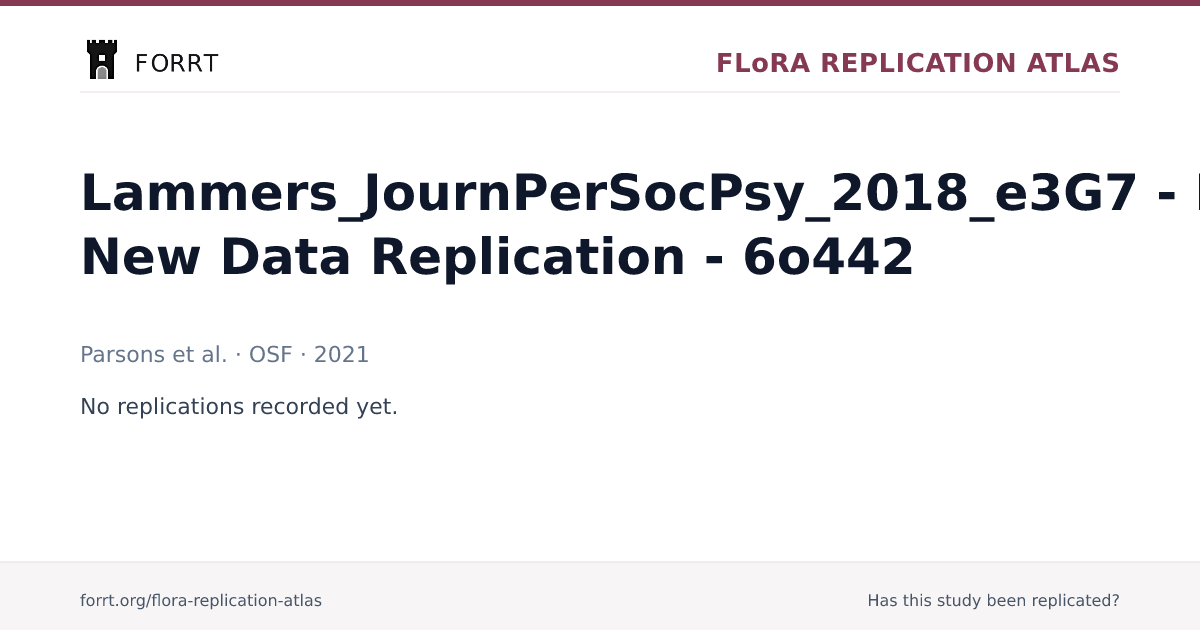 FORRT
FLoRA REPLICATION ATLAS
Lammers_JournPerSocPsy_2018_e3G7 -
New Data Replication - 6o442
Parsons et al. · OSF · 2021
No replications recorded yet.
forrt.org/flora-replication-atlas
Has this study been replicated?